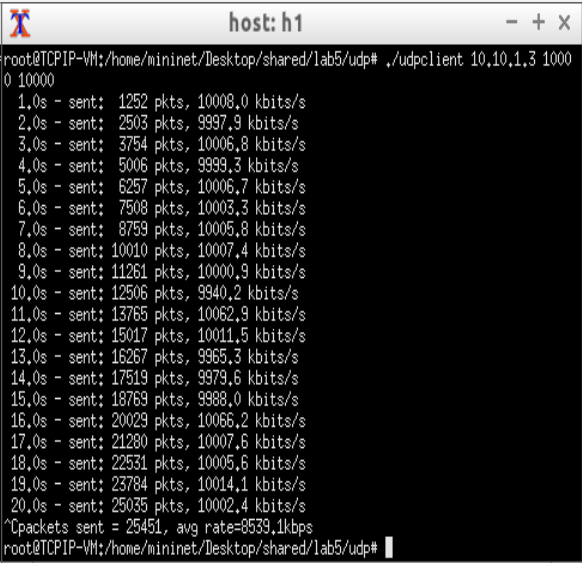 host: h1
root@TCPIP-VM:/home/mininet/Desktop/shared/lab5/udp# ./udpclient 10.10.1.3 1000
0 10000
1.0s - sent: 1252 pkts, 10008.0 kbits/s
2.0s - sent: 2503 pkts, 9997.9 kbits/s
3.0s - sent: 3754 pkts, 10006.8 kbits/s
4.0s - sent: 5006 pkts, 9999.3 kbits/s
5.0s - sent: 6257 pkts, 10006.7 kbits/s
6.0s - sent: 7508 pkts, 10003.3 kbits/s
7.0s - sent: 8759 pkts, 10005.8 kbits/s
8.0s - sent: 10010 pkts, 10007.4 kbits/s
9.0s - sent: 11261 pkts, 10000.9 kbits/s
10.0s - sent: 12506 pkts, 9940.2 kbits/s
11.0s - sent: 13765 pkts, 10062.9 kbits/s
12.0s - sent: 15017 pkts, 10011.5 kbits/s
13.0s - sent: 16267 pkts, 9965.3 kbits/s
14.0s - sent: 17519 pkts, 9979.6 kbits/s
15.0s - sent: 18769 pkts, 9988.0 kbits/s
16.0s - sent: 20029 pkts, 10066.2 kbits/s
17.0s - sent: 21280 pkts, 10007.6 kbits/s
18.0s - sent: 22531 pkts, 10005.6 kbits/s
19.0s - sent: 23784 pkts, 10014.1 kbits/s
20.0s - sent: 25035 pkts, 10002.4 kbits/s
^Cpackets sent = 25451, avg rate=8539.1kbps
root@TCPIP-VM:/home/mininet/Desktop/shared/lab5/udp#